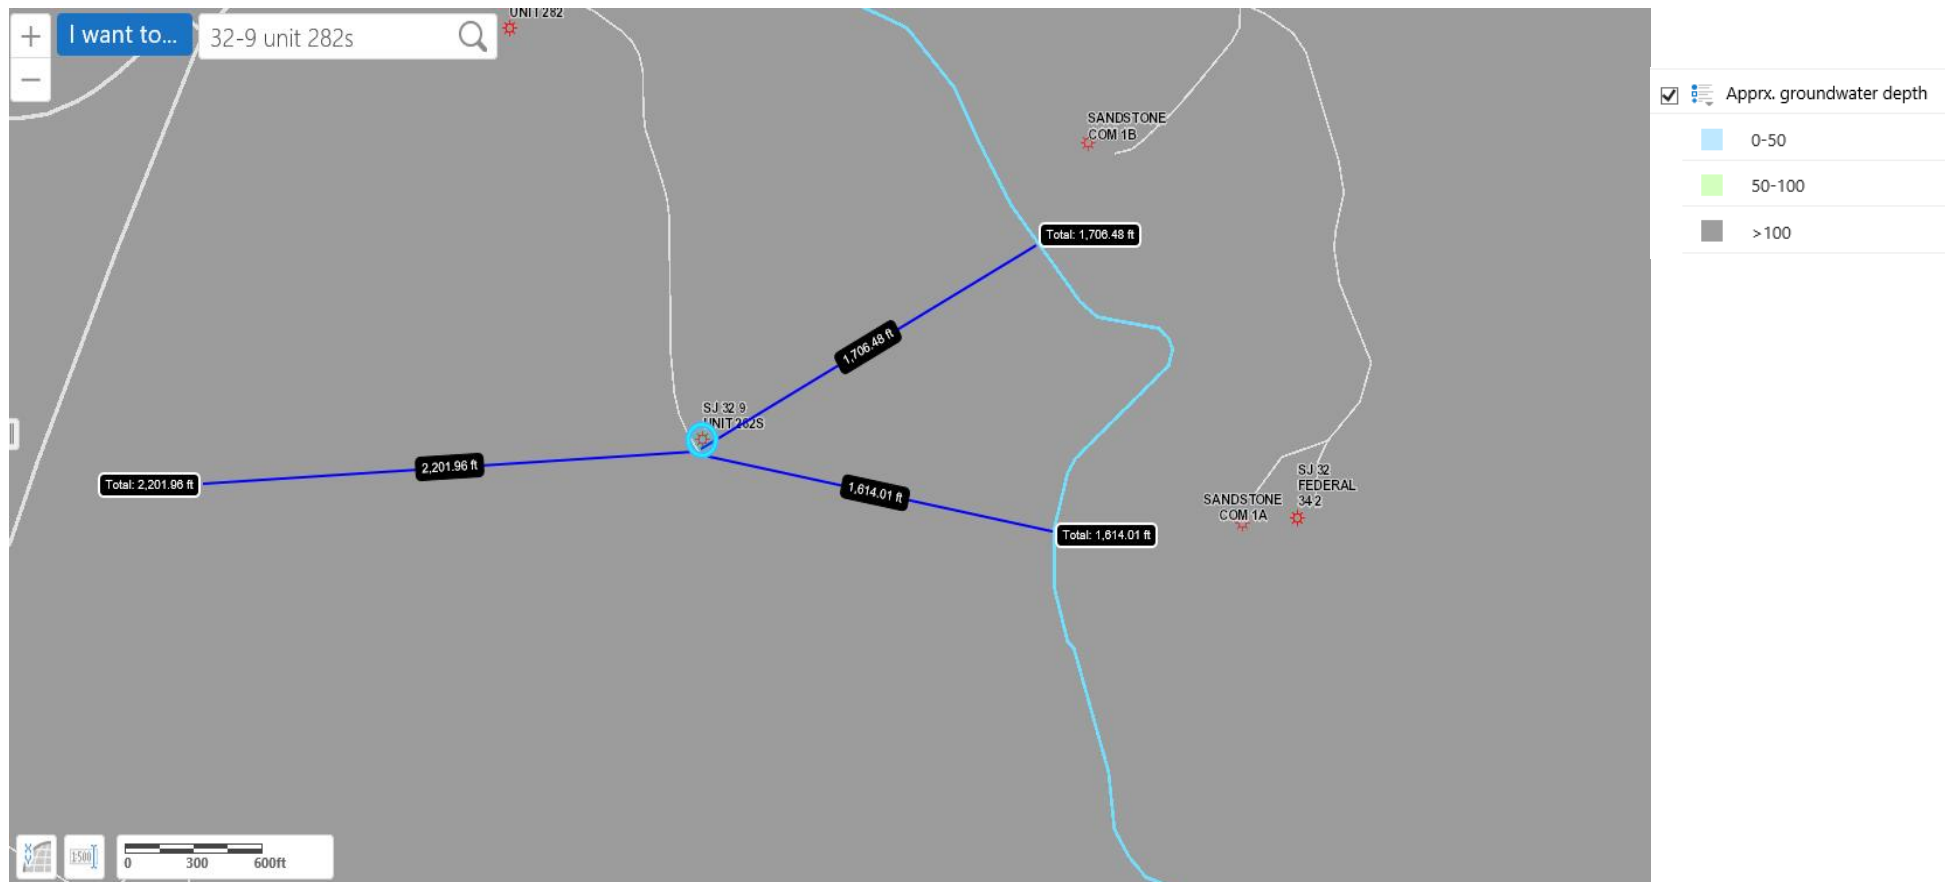 UNIT 282
+
I want to...
32-9 unit 282s
−
SANDSTONE
COM 1B
Apprx. groundwater depth
0-50
50-100
>100
Total: 1,706.48 ft
1,706.48 ft
SJ 32 9
UNIT 282S
2,201.96 ft
Total: 2,201.96 ft
1,614.01 ft
Total: 1,614.01 ft
SJ 32
FEDERAL
34 2
SANDSTONE
COM 1A
1:500
0 300 600ft